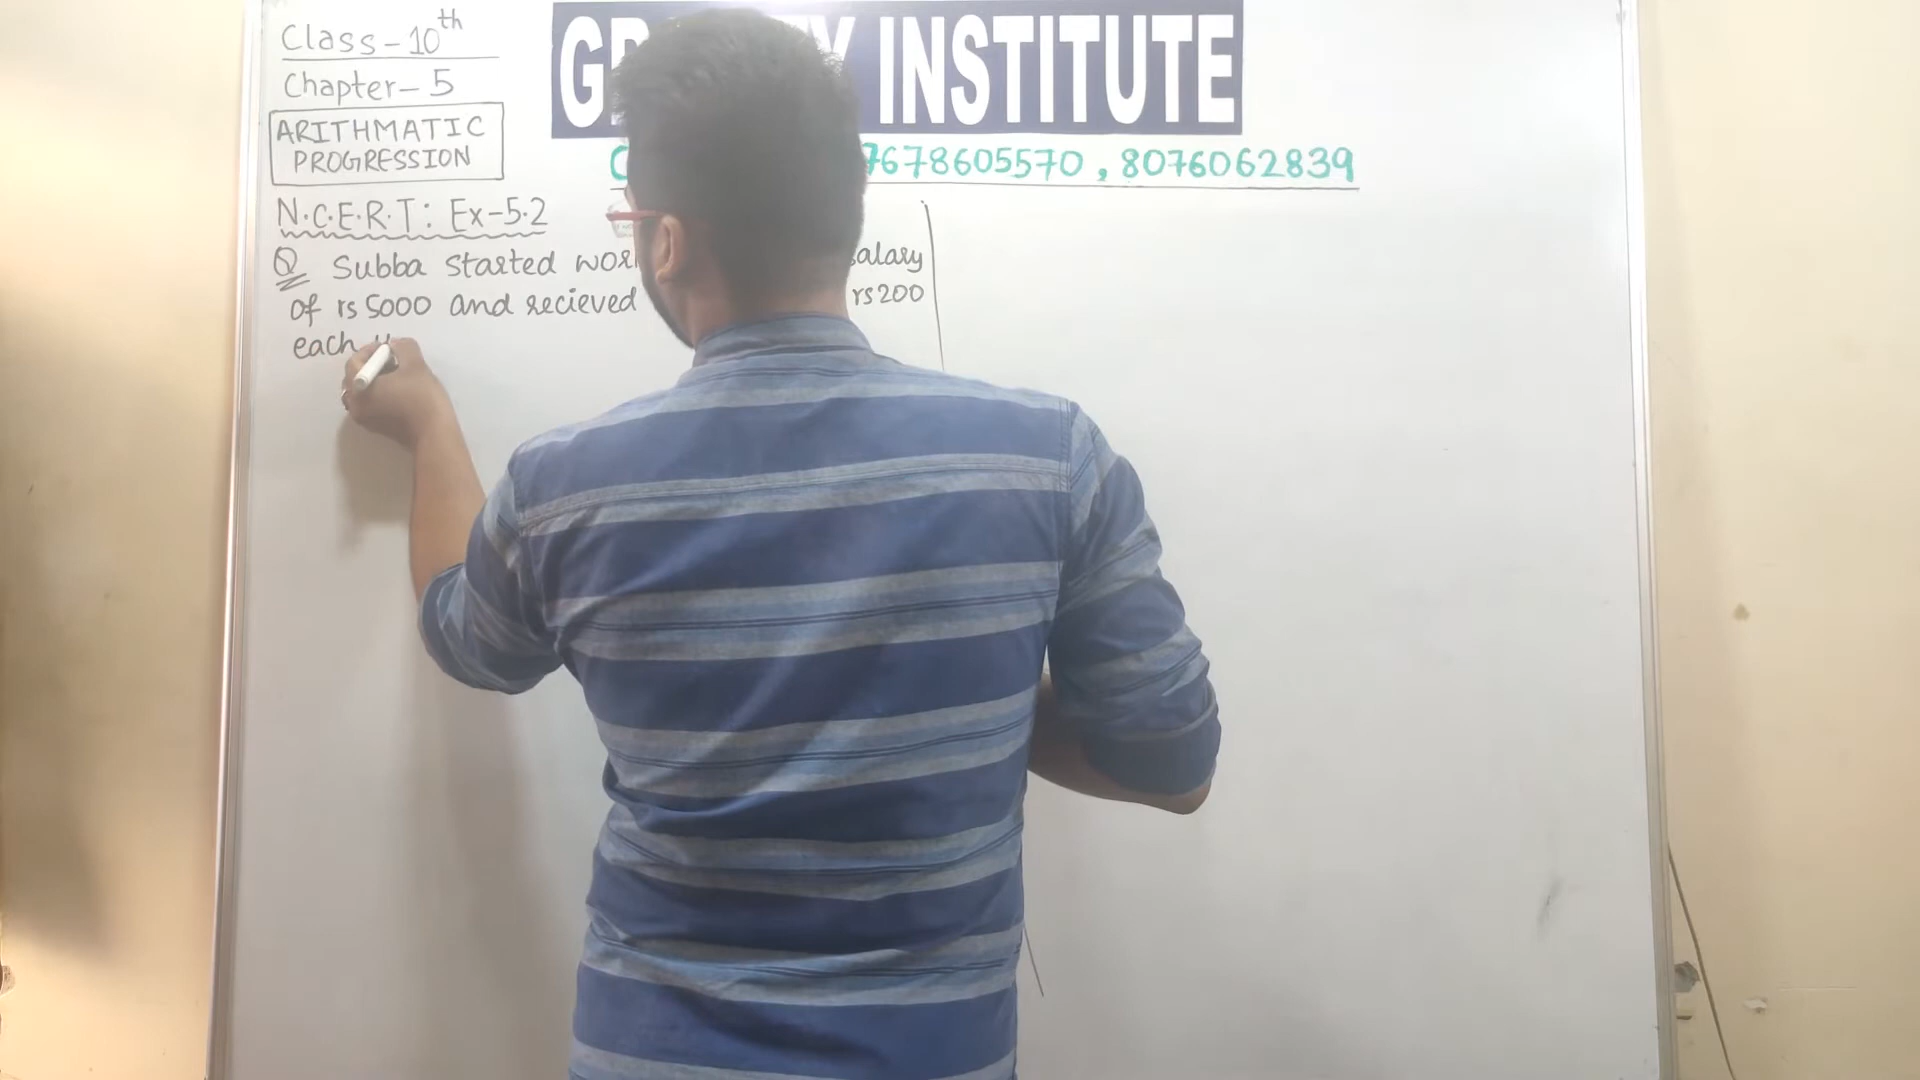 Class-10th
Chapter-5
ARITHMATIC
PROGRESSION
INSTITUTE
7678605570, 8076062839
N.C.E.R.T: Ex-5.2
Q Subba started salary
of rs 5000 and recieved rs 200
each